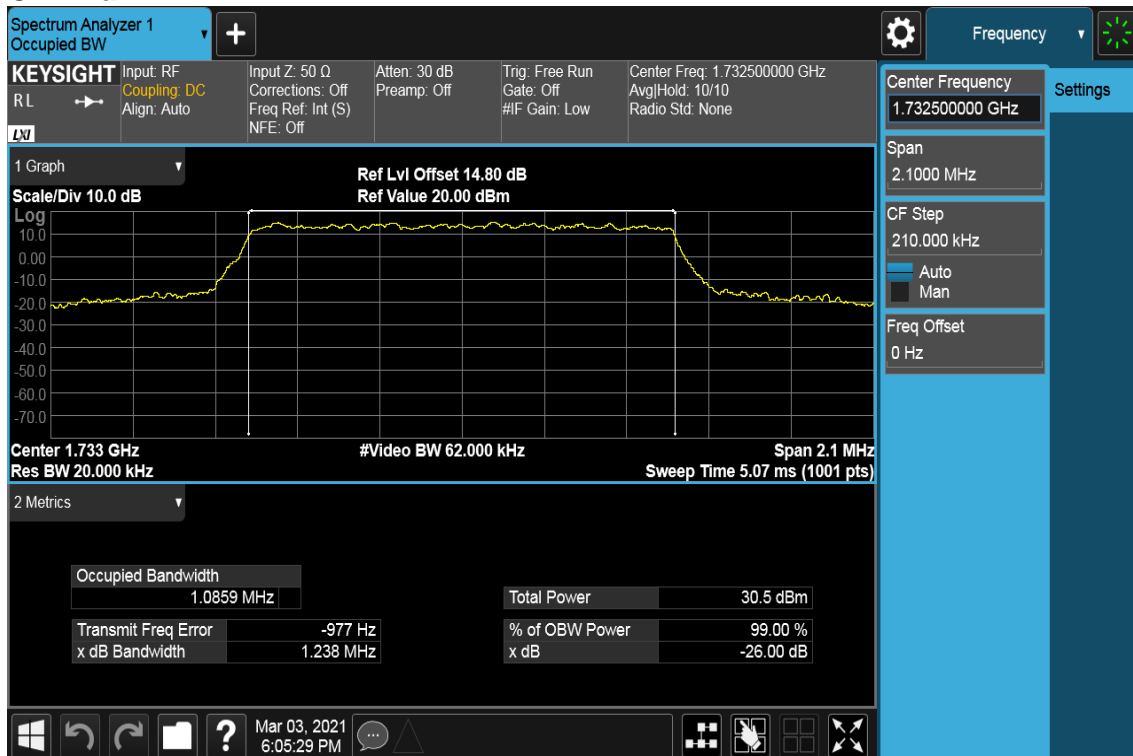 Spectrum Analyzer 1
Occupied BW
+
Frequency
KEYSIGHT
RL
LXI
Input: RF
Coupling: DC
Align: Auto
Input Z: 50 Ω
Corrections: Off
Freq Ref: Int (S)
NFE: Off
Atten: 30 dB
Preamp: Off
Trig: Free Run
Gate: Off
#IF Gain: Low
Center Freq: 1.732500000 GHz
Avg|Hold: 10/10
Radio Std: None
Center Frequency
1.732500000 GHz
Settings
Span
2.1000 MHz
CF Step
210.000 kHz
Auto
Man
Freq Offset
0 Hz
1 Graph
Scale/Div 10.0 dB
Ref Lvl Offset 14.80 dB
Ref Value 20.00 dBm
Log
10.0
0.00
-10.0
-20.0
-30.0
-40.0
-50.0
-60.0
-70.0
Center 1.733 GHz
#Video BW 62.000 kHz
Span 2.1 MHz
Res BW 20.000 kHz
Sweep Time 5.07 ms (1001 pts)
2 Metrics
Occupied Bandwidth
1.0859 MHz
Total Power 30.5 dBm
Transmit Freq Error -977 Hz
% of OBW Power 99.00 %
x dB Bandwidth 1.238 MHz
x dB -26.00 dB
?
Mar 03, 2021
6:05:29 PM